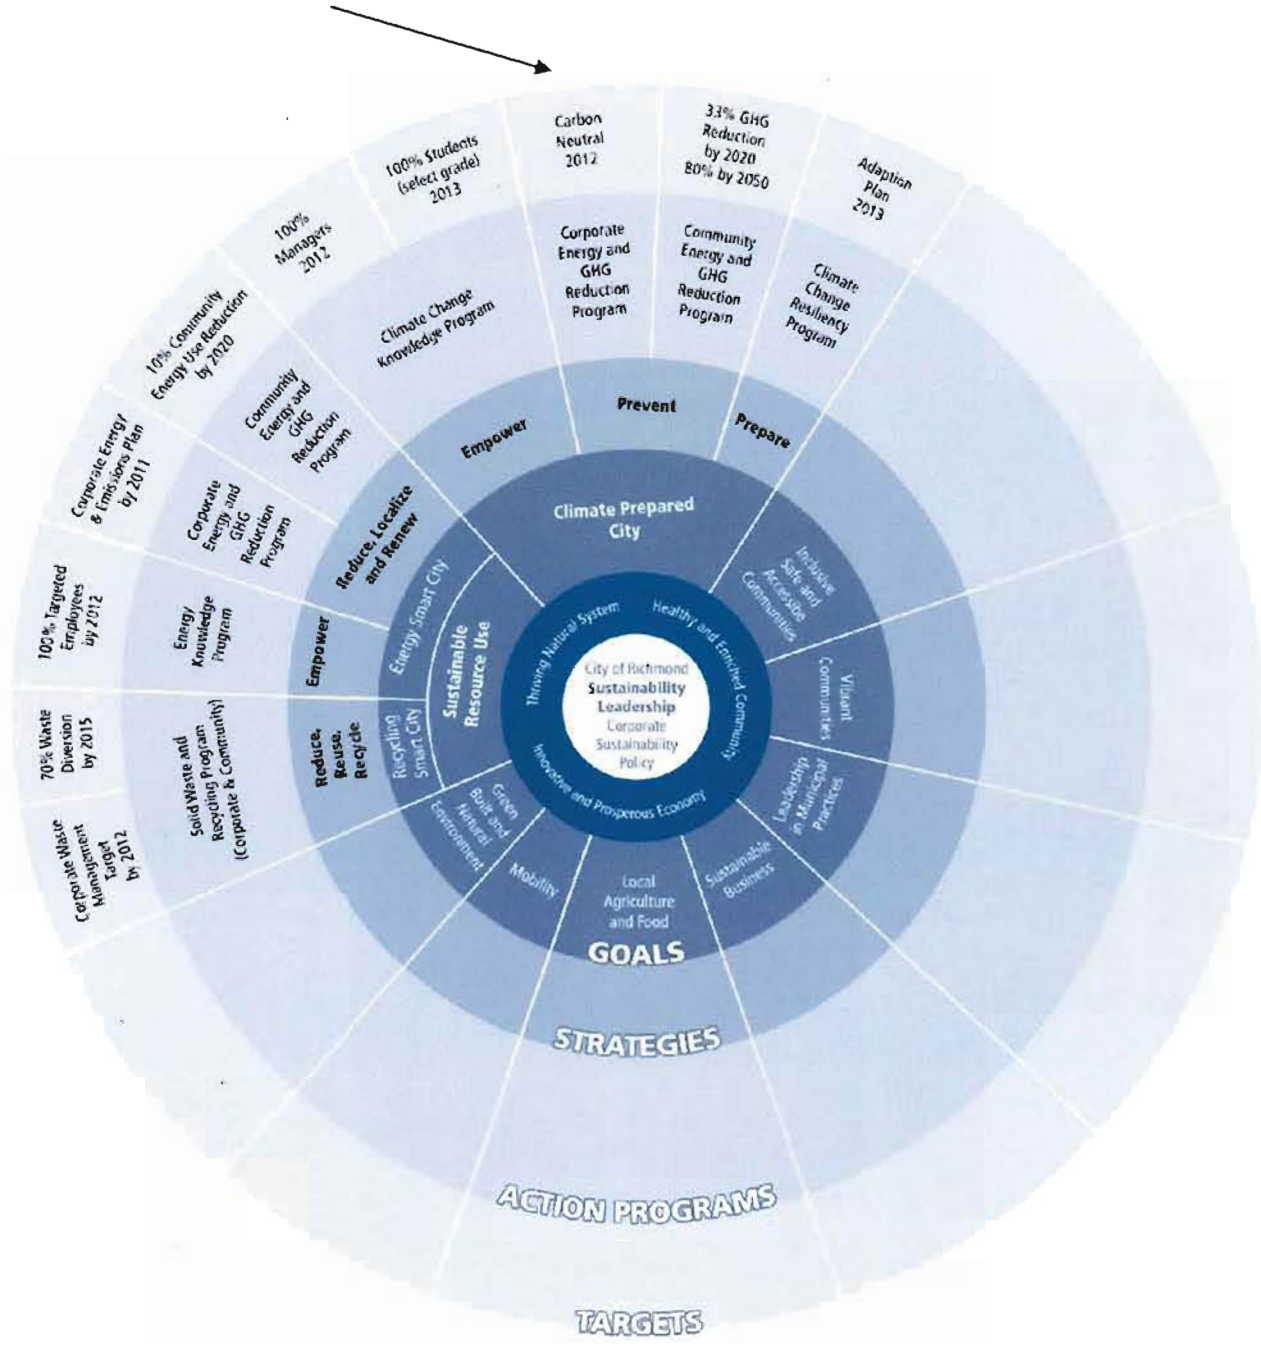 Carbon
Neutral
2012
33% GHG
Reduction
by 2020
80% by 2050
Adaption
Plan
2013
100% Students
(select grade)
2013
100%
Managers
2012
10% Community
Energy Use Reduction
by 2020
Corporate Energy
& Emissions Plan
by 2011
100% Targeted
Employees
by 2012
70% Waste
Diversion
by 2015
Corporate Waste
Management
Target
by 2012
Corporate
Energy and
GHG
Reduction
Program
Community
Energy and
GHG
Reduction
Program
Climate
Change
Resiliency
Program
Climate Change
Knowledge Program
Community
Energy and
GHG
Reduction
Program
Corporate
Energy and
GHG
Reduction
Program
Energy
Knowledge
Program
Solid Waste and
Recycling Program
(Corporate & Community)
Empower
Prevent
Prepare
Reduce, Localize
and Renew
Empower
Reduce,
Reuse,
Recycle
Climate Prepared
City
Inclusive
Safe and
Accessible
Communities
Vibrant
Communities
Leadership
in Municipal
Practices
Sustainable
Business
Local
Agriculture
and Food
Mobility
Green
Built and
Natural
Environment
Recycling
Smart City
Energy Smart City
Sustainable
Resource Use
Thriving Natural System
Healthy and Enriched Community
Innovative and Prosperous Economy
City of Richmond
Sustainability
Leadership
Corporate
Sustainability
Policy
GOALS
STRATEGIES
ACTION PROGRAMS
TARGETS